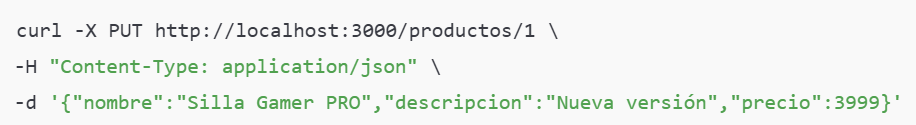 curl -X PUT http://localhost:3000/productos/1 \
-H "Content-Type: application/json" \
-d '{"nombre":"Silla Gamer PRO","descripcion":"Nueva versión","precio":3999}'